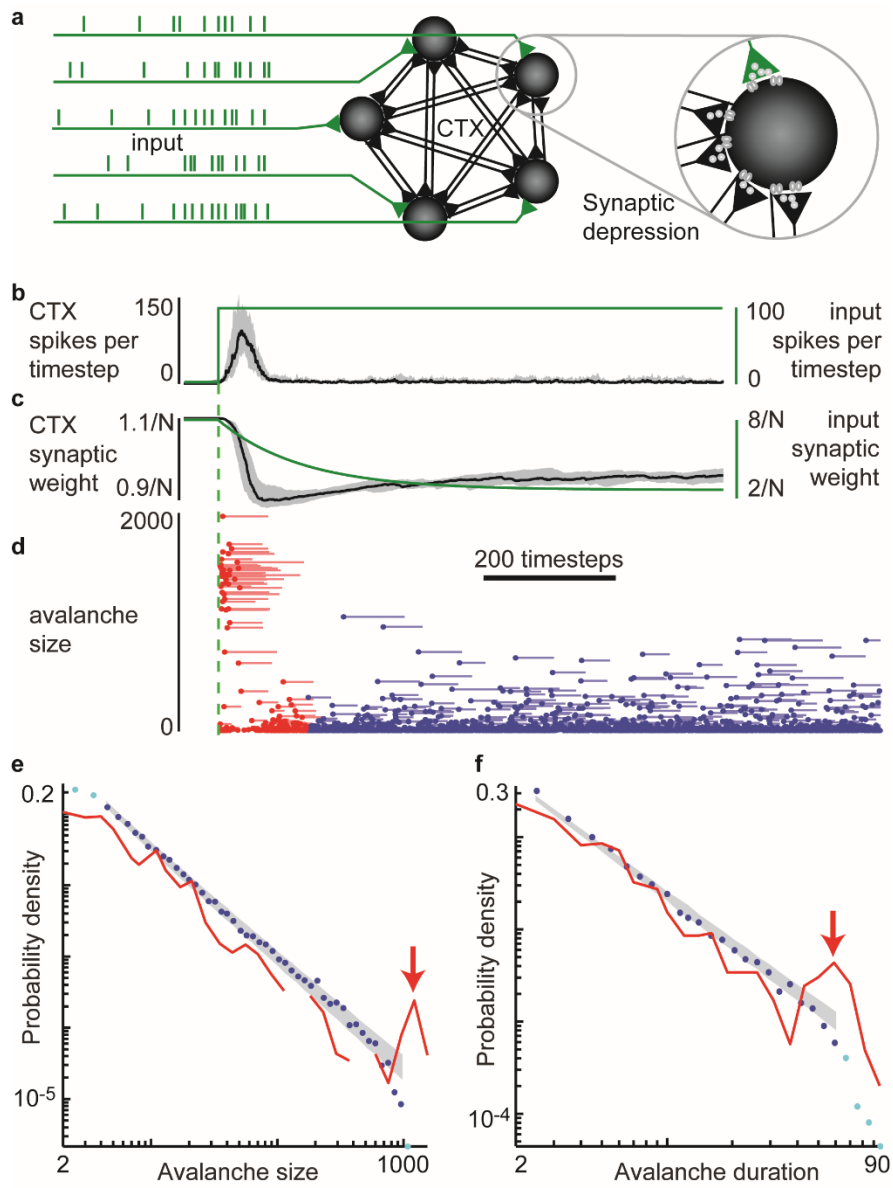 a
input
CTX
Synaptic
depression
b
CTX
spikes per
timestep
150
0
100
0
input
spikes per
timestep
c
CTX
synaptic
weight
1.1/N
0.9/N
8/N
2/N
input
synaptic
weight
d
avalanche
size
2000
0
200 timesteps
e
Probability density
0.2
10-5
2
Avalanche size
1000
f
Probability density
0.3
10-4
2
Avalanche duration
90